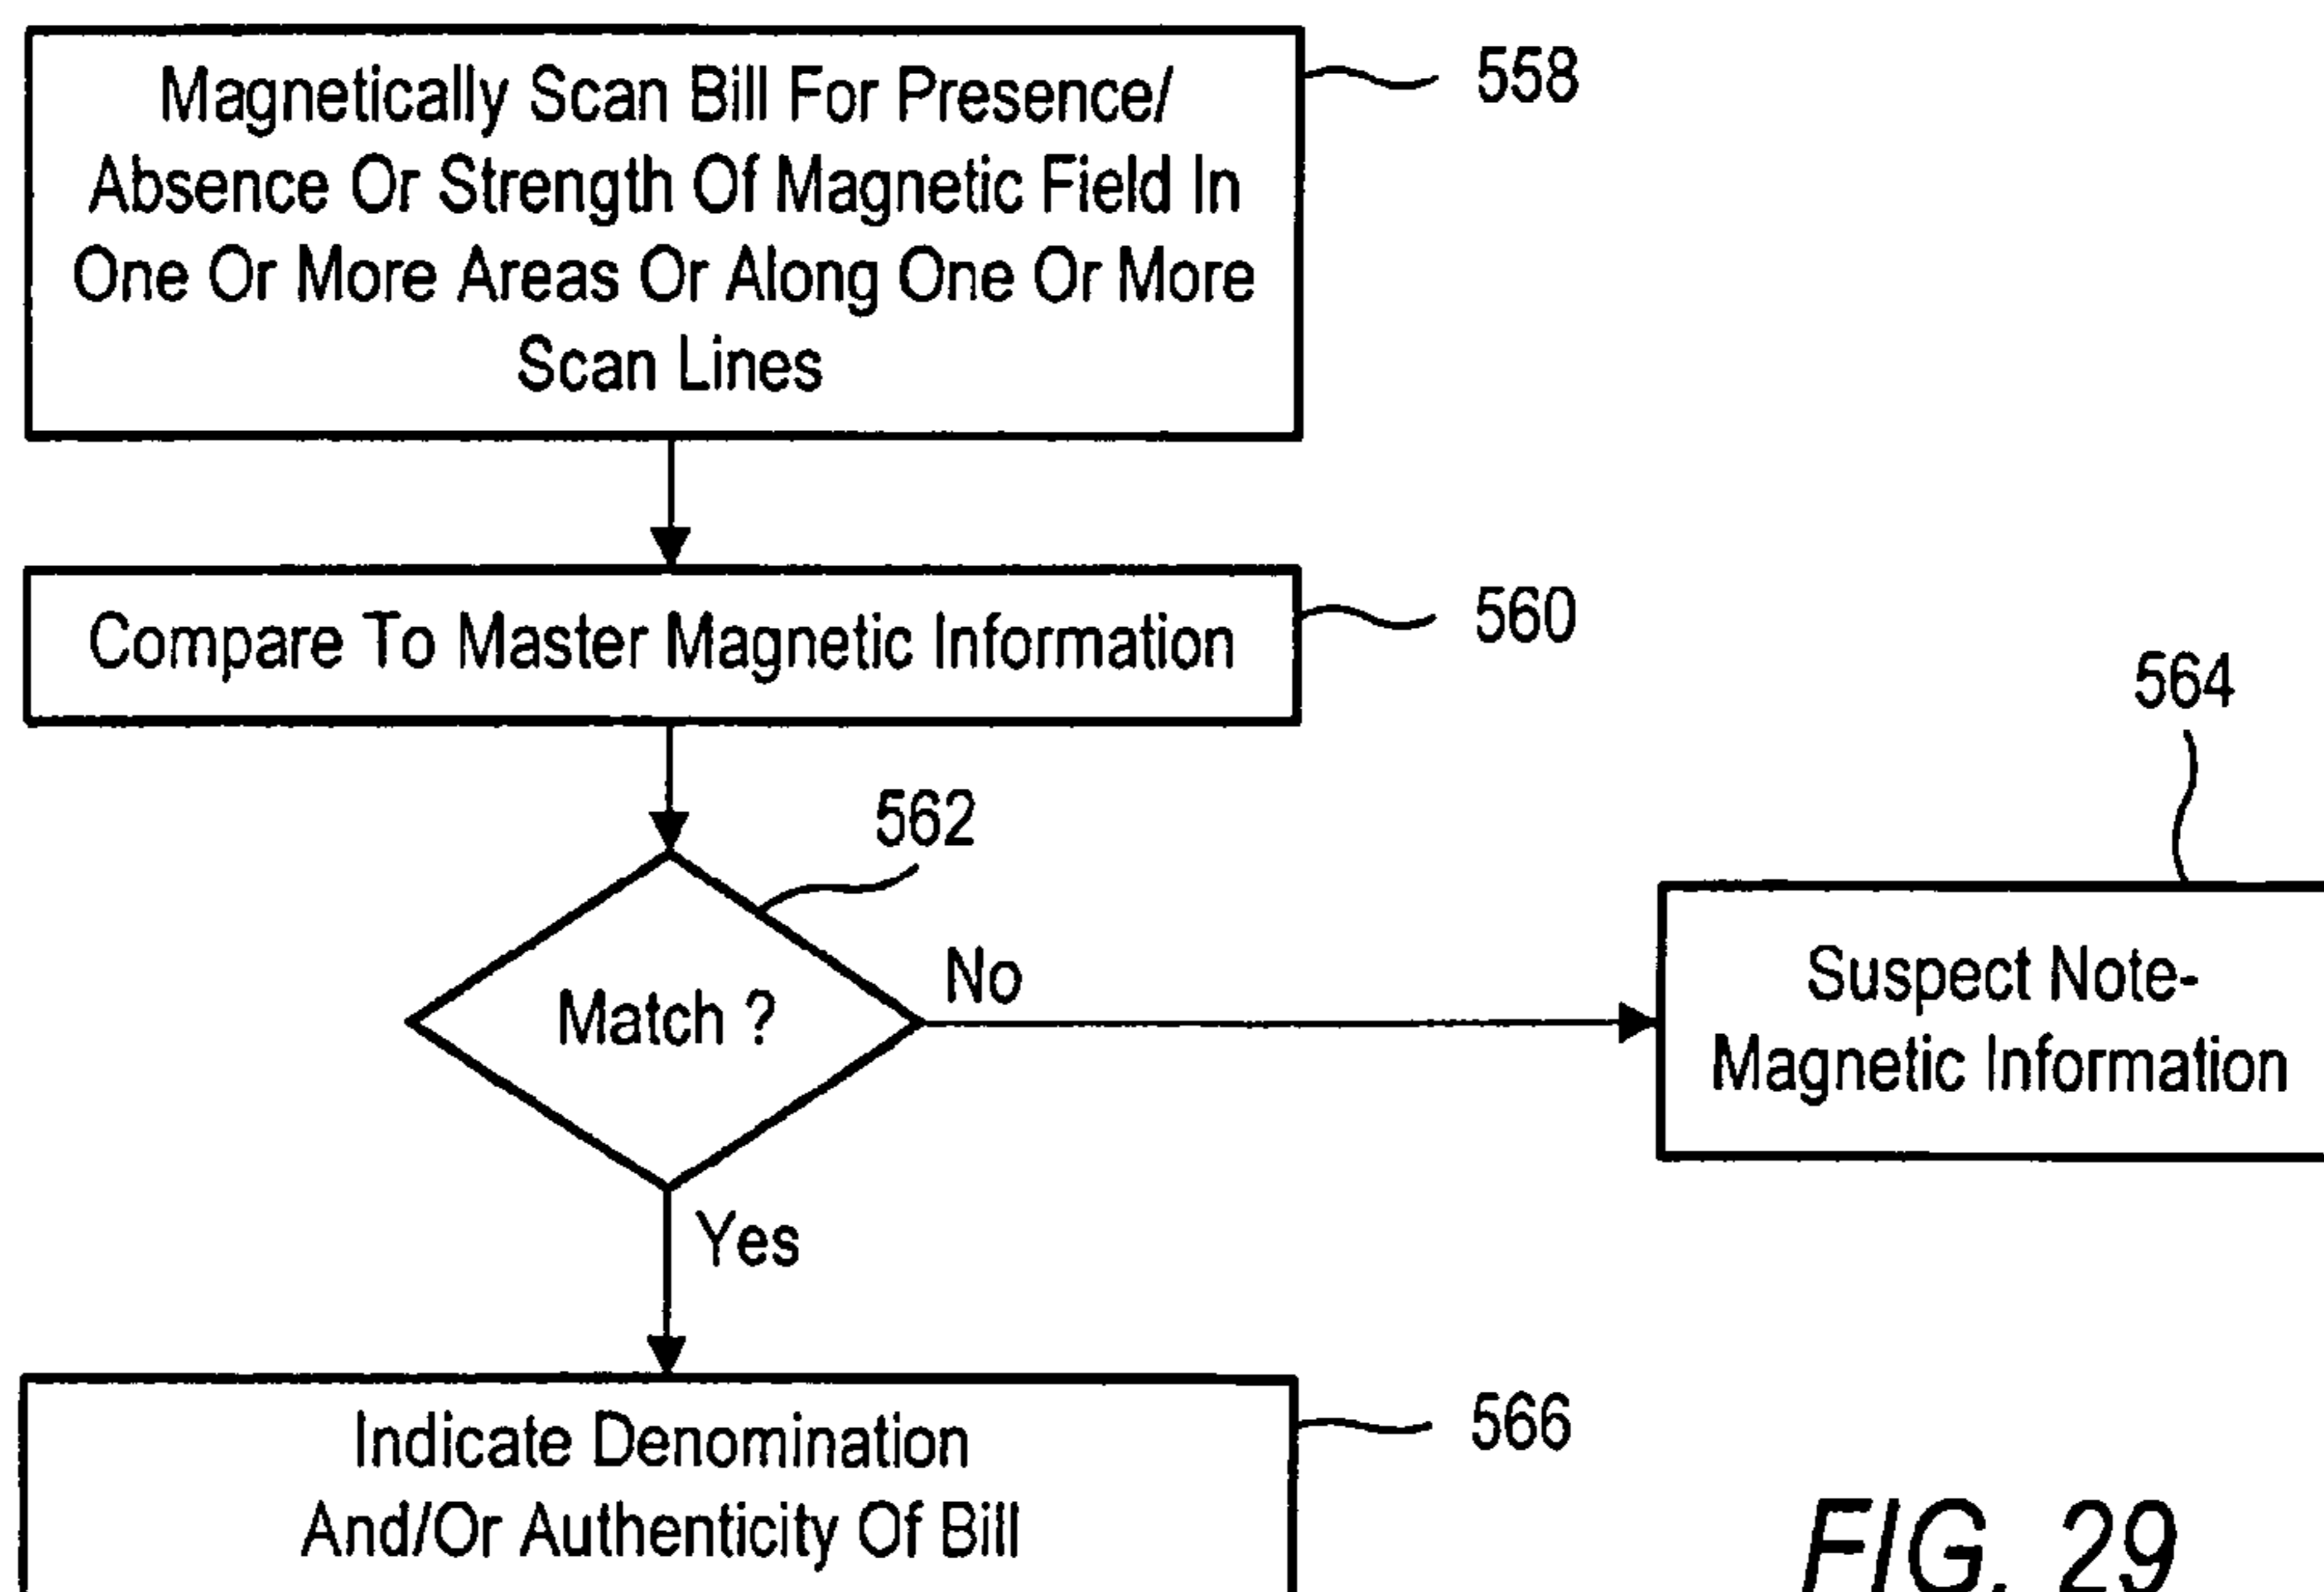 Magnetically Scan Bill For Presence/
Absence Or Strength Of Magnetic Field In
One Or More Areas Or Along One Or More
Scan Lines
558
Compare To Master Magnetic Information
560
562
Match ?
No
564
Suspect Note-
Magnetic Information
Yes
Indicate Denomination
And/Or Authenticity Of Bill
566
FIG. 29